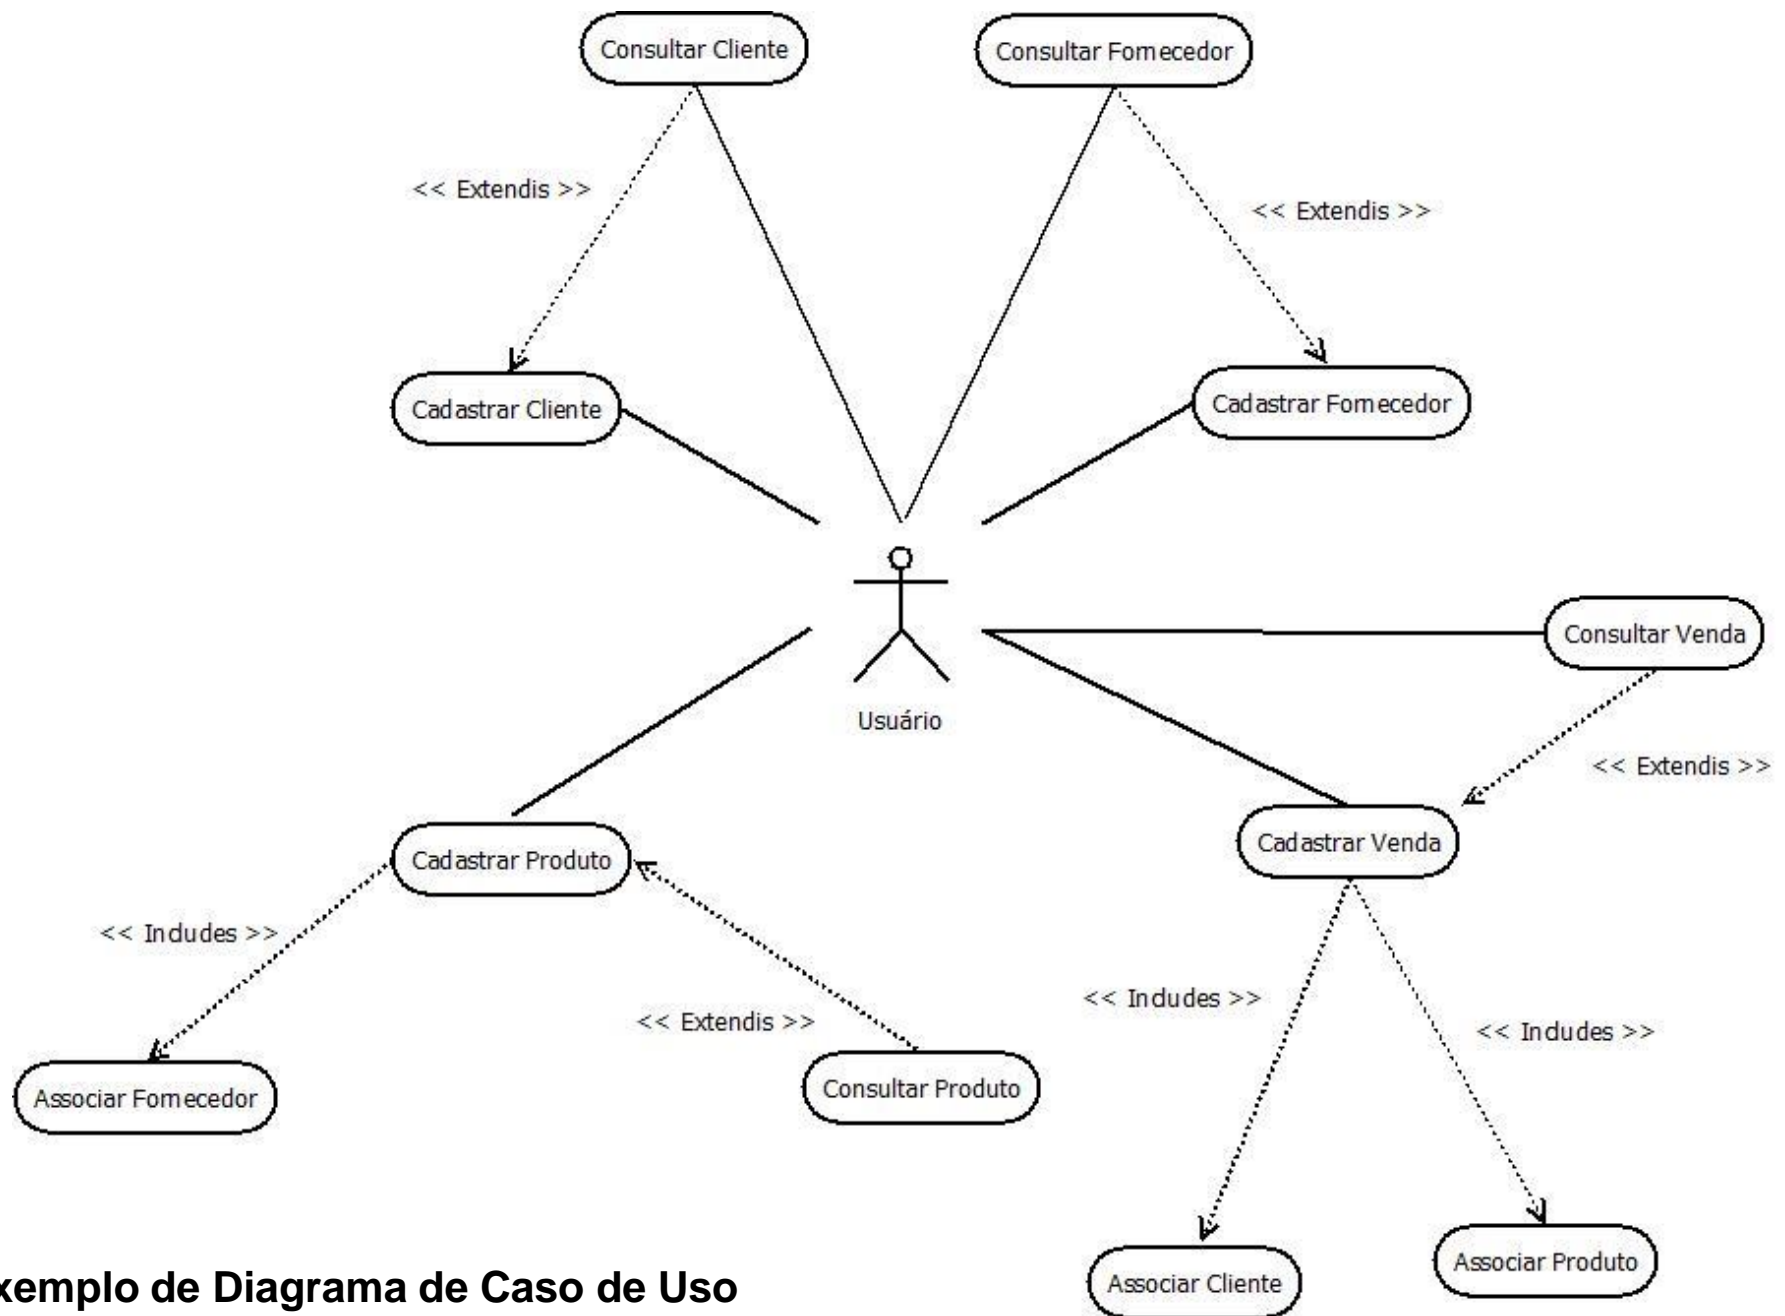 Consultar Cliente
Consultar Fornecedor
<< Extendis >>
<< Extendis >>
Cadastrar Cliente
Cadastrar Fornecedor
Consultar Venda
Usuário
<< Extendis >>
Cadastrar Venda
Cadastrar Produto
<< Includes >>
<< Includes >>
<< Extendis >>
<< Includes >>
Associar Fornecedor
Consultar Produto
Associar Produto
Associar Cliente
xemplo de Diagrama de Caso de Uso